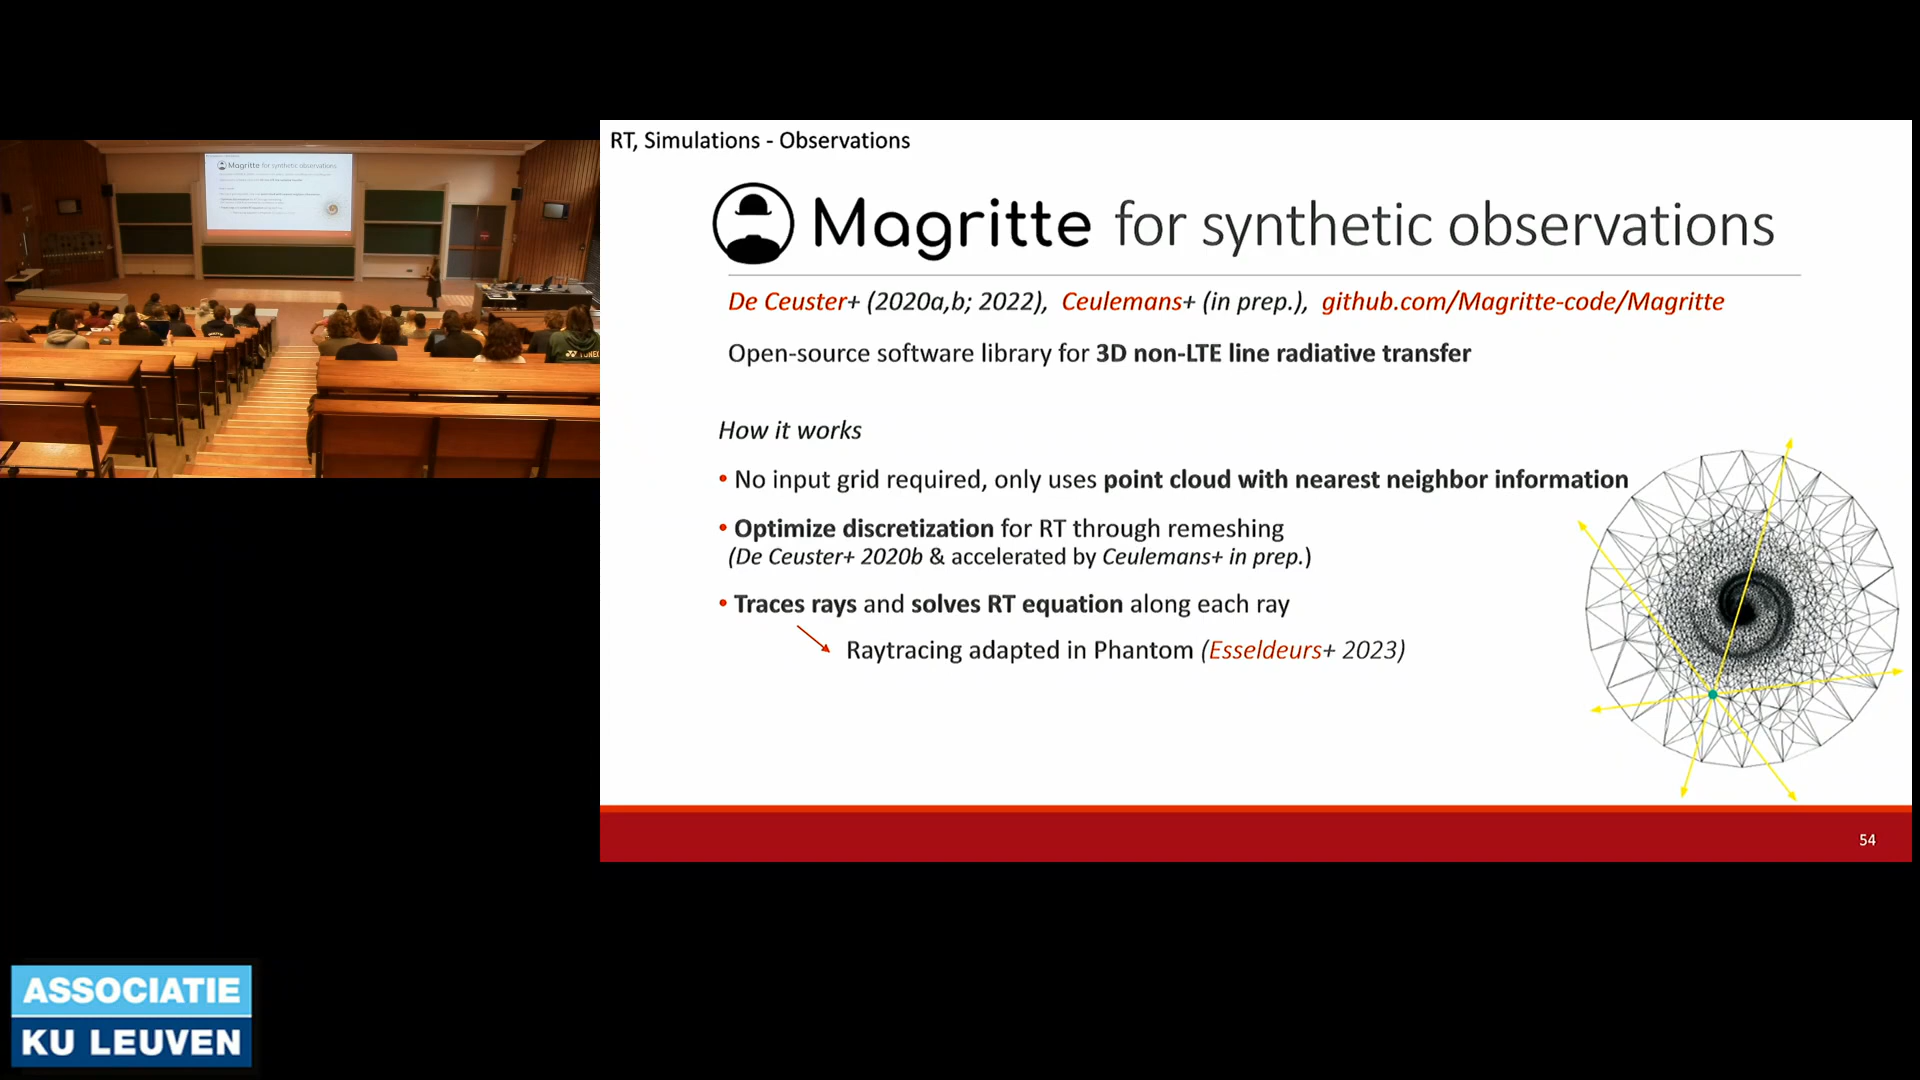 RT, Simulations - Observations
Magritte for synthetic observations
De Ceuster+ (2020a,b; 2022), Ceulemans+ (in prep.), github.com/Magritte-code/Magritte
Open-source software library for 3D non-LTE line radiative transfer
How it works
• No input grid required, only uses point cloud with nearest neighbor information
• Optimize discretization for RT through remeshing
(De Ceuster+ 2020b & accelerated by Ceulemans+ in prep.)
• Traces rays and solves RT equation along each ray
Raytracing adapted in Phantom (Esseldeurs+ 2023)
54
Magritte for synthetic observations
ASSOCIATIE
KU LEUVEN